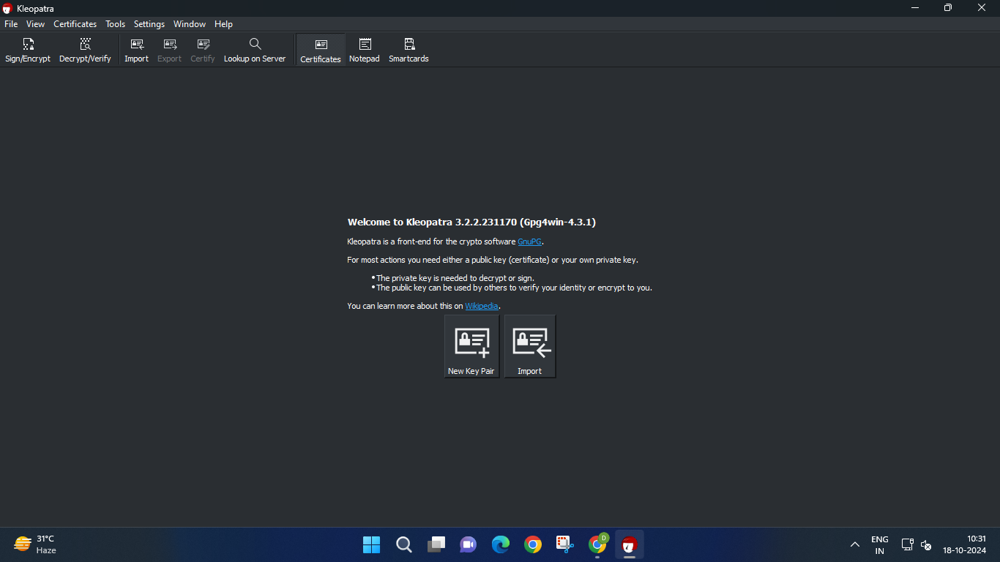 Kleopatra
File View Certificates Tools Settings Window Help
Sign/Encrypt Decrypt/Verify Import Export Certify Lookup on Server Certificates Notepad Smartcards
Welcome to Kleopatra 3.2.2.231170 (Gpg4win-4.3.1)
Kleopatra is a front-end for the crypto software GnuPG.
For most actions you need either a public key (certificate) or your own private key.
•The private key is needed to decrypt or sign.
•The public key can be used by others to verify your identity or encrypt to you.
You can learn more about this on Wikipedia.
New Key Pair Import
31°C
Haze
D
ENG
IN
10:31
18-10-2024